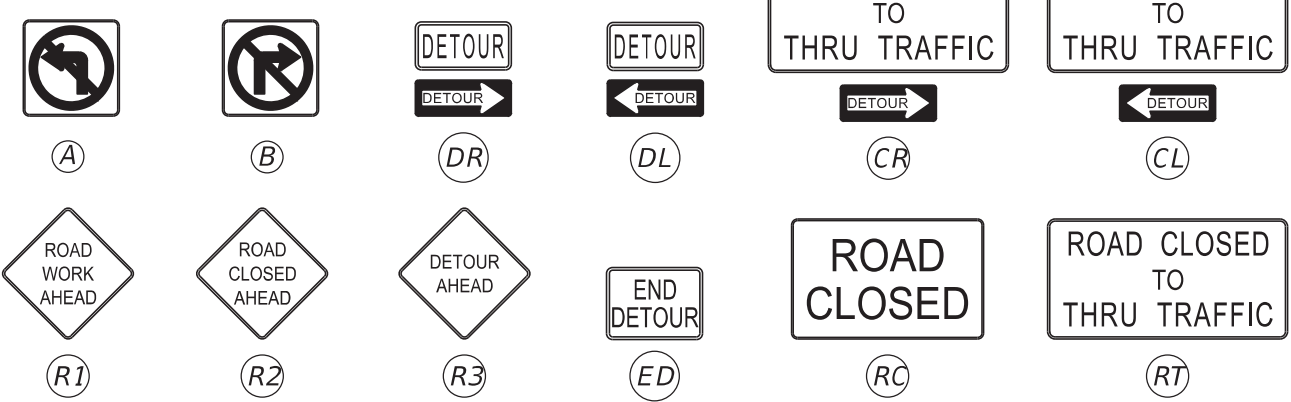 DETOUR
DETOUR
A
B
DETOUR
DETOUR
DR
DL
TO
THRU TRAFFIC
DETOUR
CR
TO
THRU TRAFFIC
DETOUR
CL
ROAD
WORK
AHEAD
R1
ROAD
CLOSED
AHEAD
R2
DETOUR
AHEAD
R3
END
DETOUR
ED
ROAD
CLOSED
RC
ROAD CLOSED
TO
THRU TRAFFIC
RT